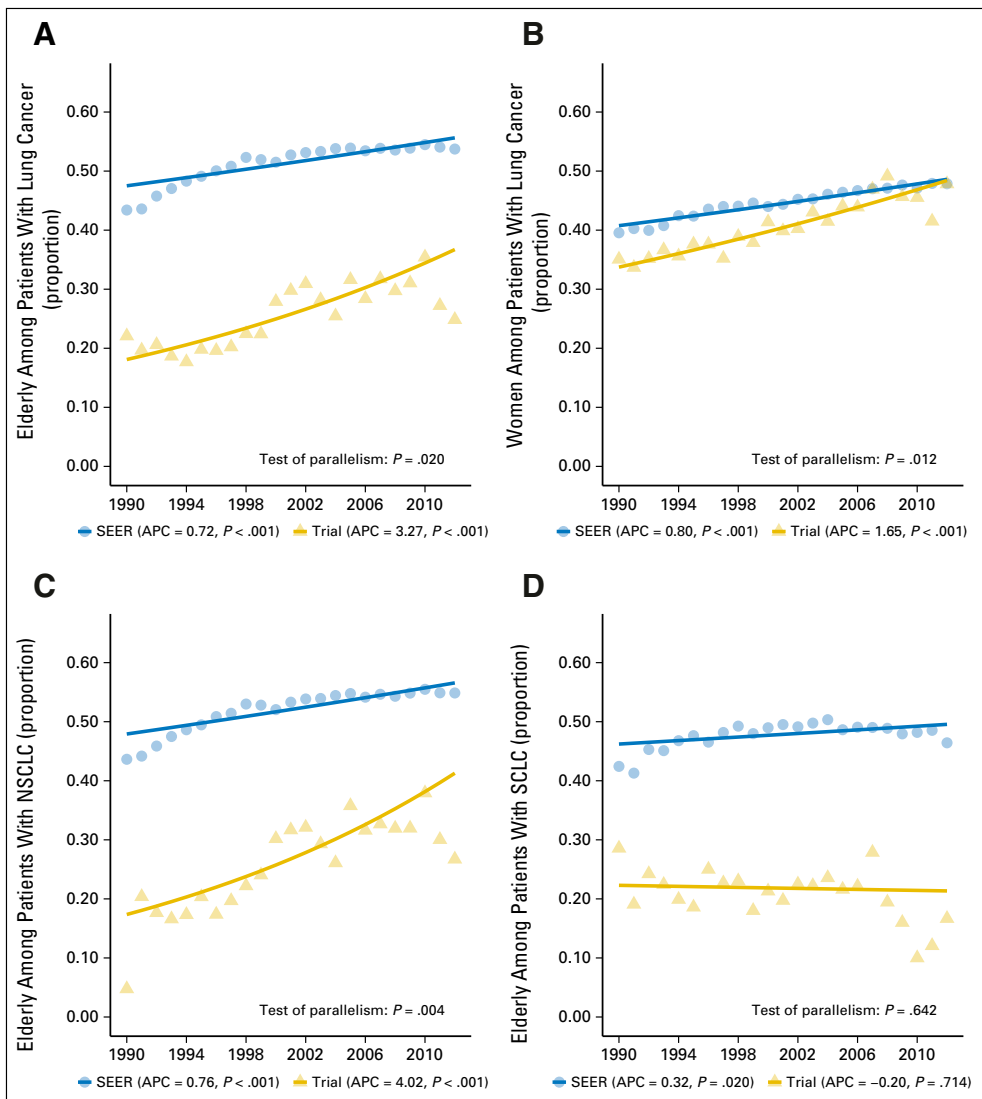 A
Elderly Among Patients With Lung Cancer
(proportion)
0.60
0.50
0.40
0.30
0.20
0.10
0.00
Test of parallelism: P = .020
1990 1994 1998 2002 2006 2010
SEER (APC = 0.72, P < .001) Trial (APC = 3.27, P < .001)
B
Women Among Patients With Lung Cancer
(proportion)
0.60
0.50
0.40
0.30
0.20
0.10
0.00
Test of parallelism: P = .012
1990 1994 1998 2002 2006 2010
SEER (APC = 0.80, P < .001) Trial (APC = 1.65, P < .001)
C
Elderly Among Patients With NSCLC (proportion)
0.60
0.50
0.40
0.30
0.20
0.10
0.00
Test of parallelism: P = .004
1990 1994 1998 2002 2006 2010
SEER (APC = 0.76, P < .001) Trial (APC = 4.02, P < .001)
D
Elderly Among Patients With SCLC (proportion)
0.60
0.50
0.40
0.30
0.20
0.10
0.00
Test of parallelism: P = .642
1990 1994 1998 2002 2006 2010
SEER (APC = 0.32, P = .020) Trial (APC = −0.20, P = .714)